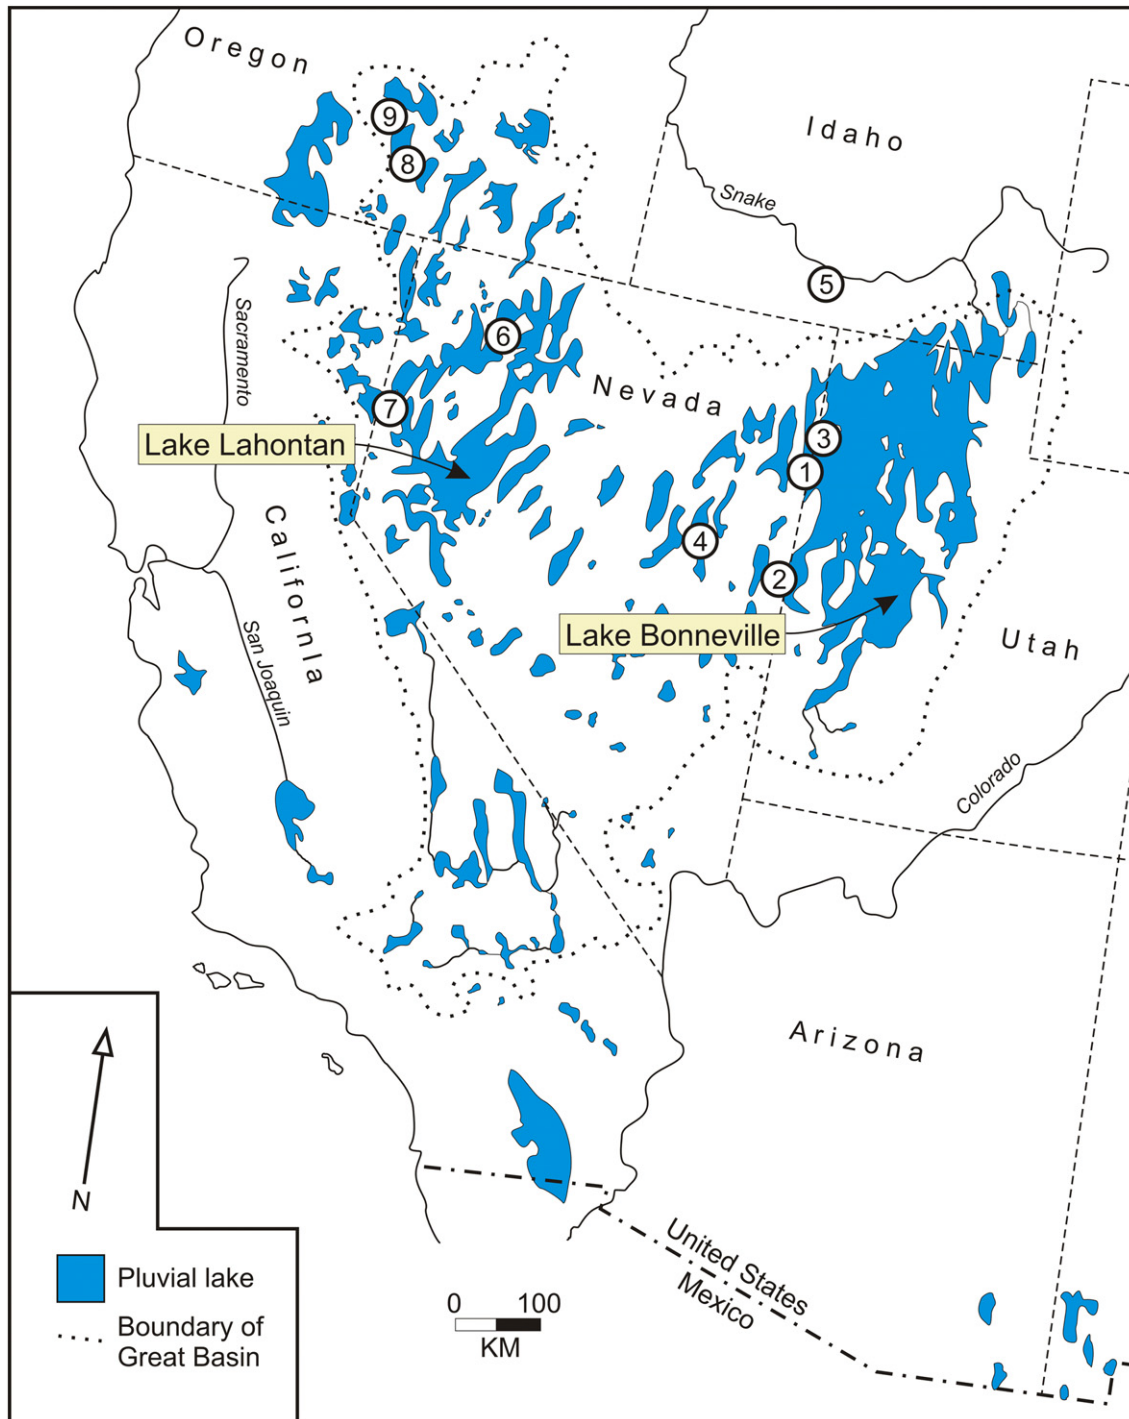 Oregon
Idaho
9
8
Snake
5
Sacramento
6
Nevada
7
3
Lake Lahontan
1
California
4
2
Lake Bonneville
Utah
San Joaquin
Colorado
Arizona
N
United States
Mexico
Pluvial lake
0 100
KM
Boundary of
Great Basin